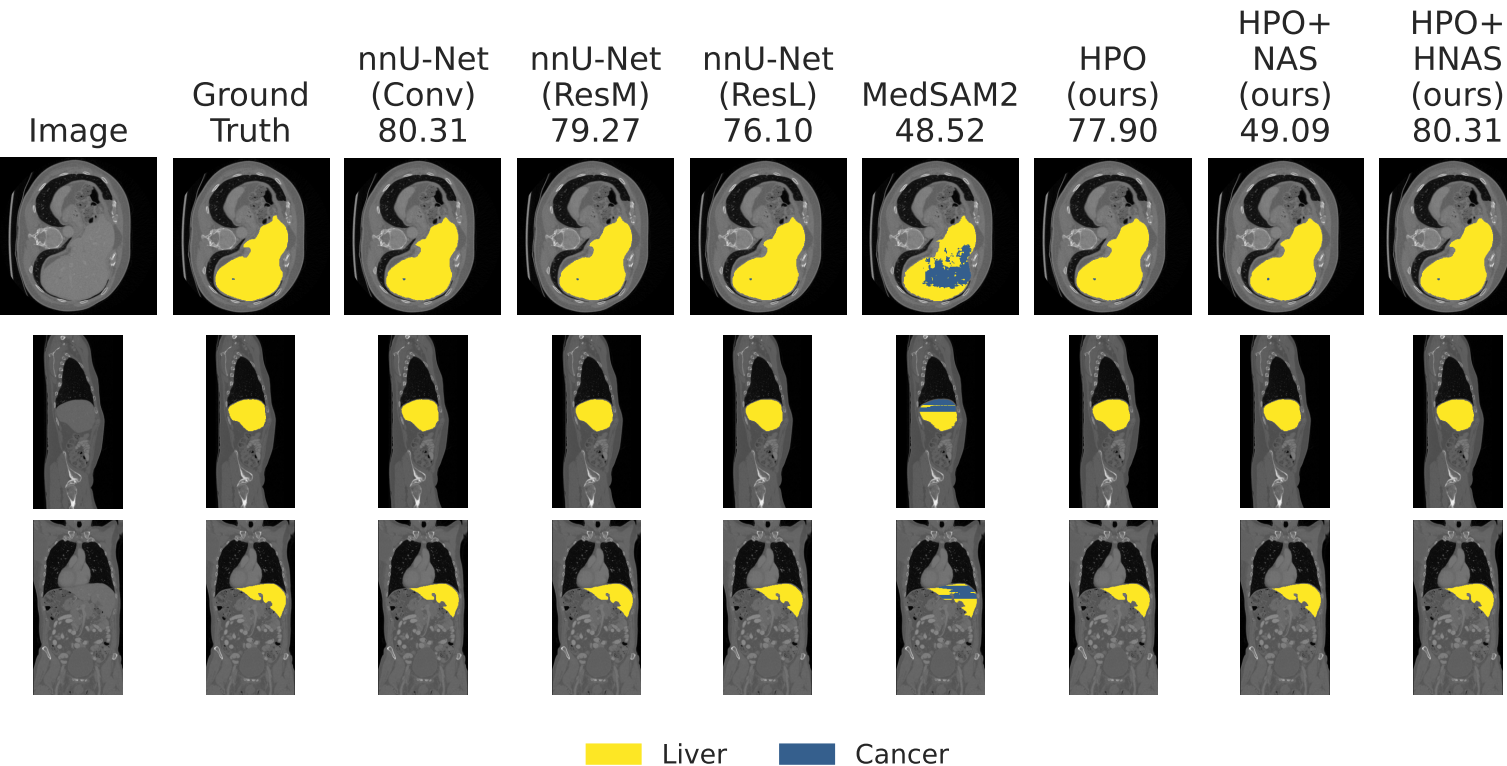 Image
Ground
Truth
nnU-Net
(Conv)
80.31
nnU-Net
(ResM)
79.27
nnU-Net
(ResL)
76.10
MedSAM2
48.52
HPO
(ours)
77.90
HPO+
NAS
(ours)
49.09
HPO+
HNAS
(ours)
80.31
Liver
Cancer